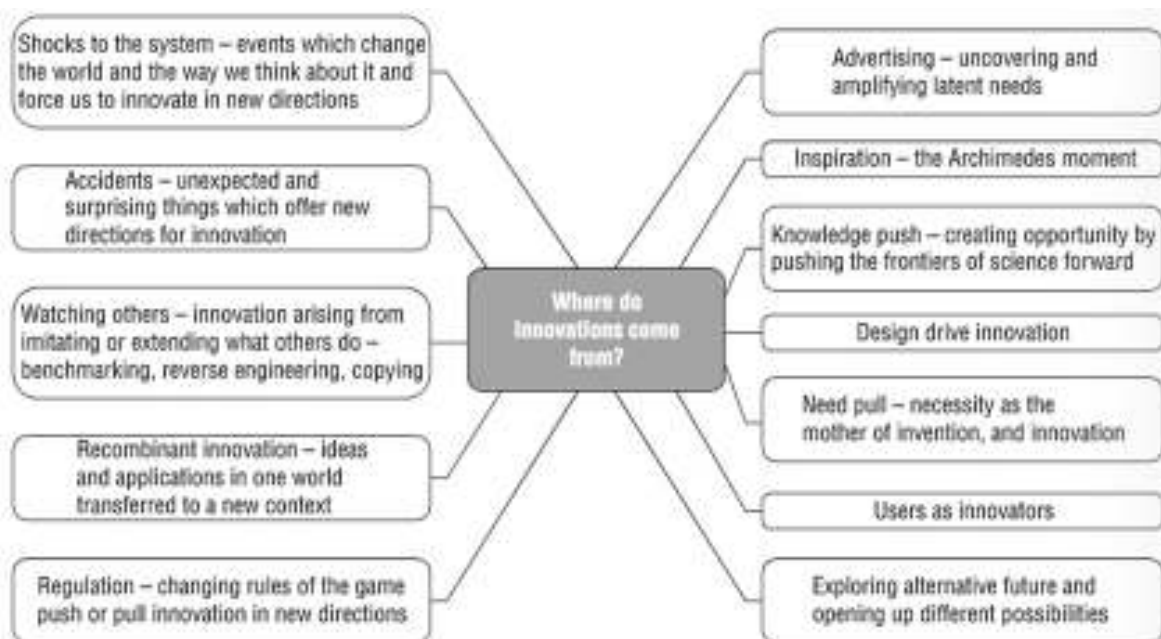 Shocks to the system – events which change
the world and the way we think about it and
force us to innovate in new directions
Accidents – unexpected and
surprising things which offer new
directions for innovation
Watching others – innovation arising from
imitating or extending what others do –
benchmarking, reverse engineering, copying
Recombinant innovation – ideas
and applications in one world
transferred to a new context
Regulation – changing rules of the game
push or pull innovation in new directions
Where do
Innovations come
from?
Advertising – uncovering and
amplifying latent needs
Inspiration – the Archimedes moment
Knowledge push – creating opportunity by
pushing the frontiers of science forward
Design drive innovation
Need pull – necessity as the
mother of invention, and innovation
Users as innovators
Exploring alternative future and
opening up different possibilities